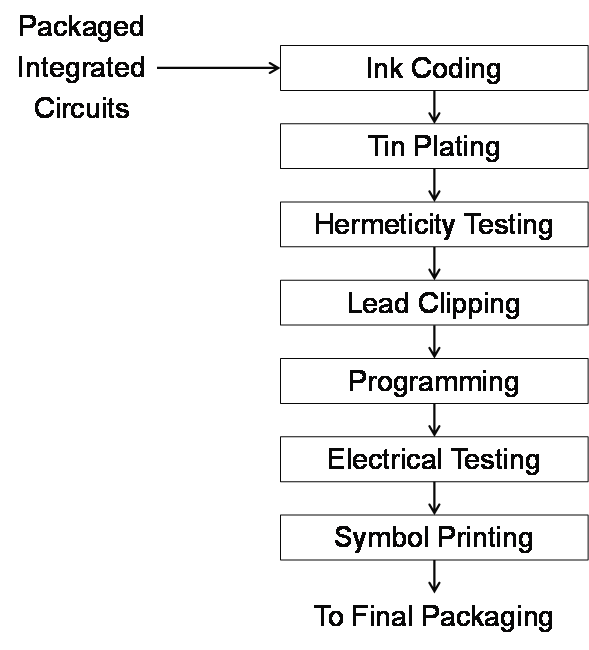 Packaged
Integrated
Circuits
Ink Coding
Tin Plating
Hermeticity Testing
Lead Clipping
Programming
Electrical Testing
Symbol Printing
To Final Packaging